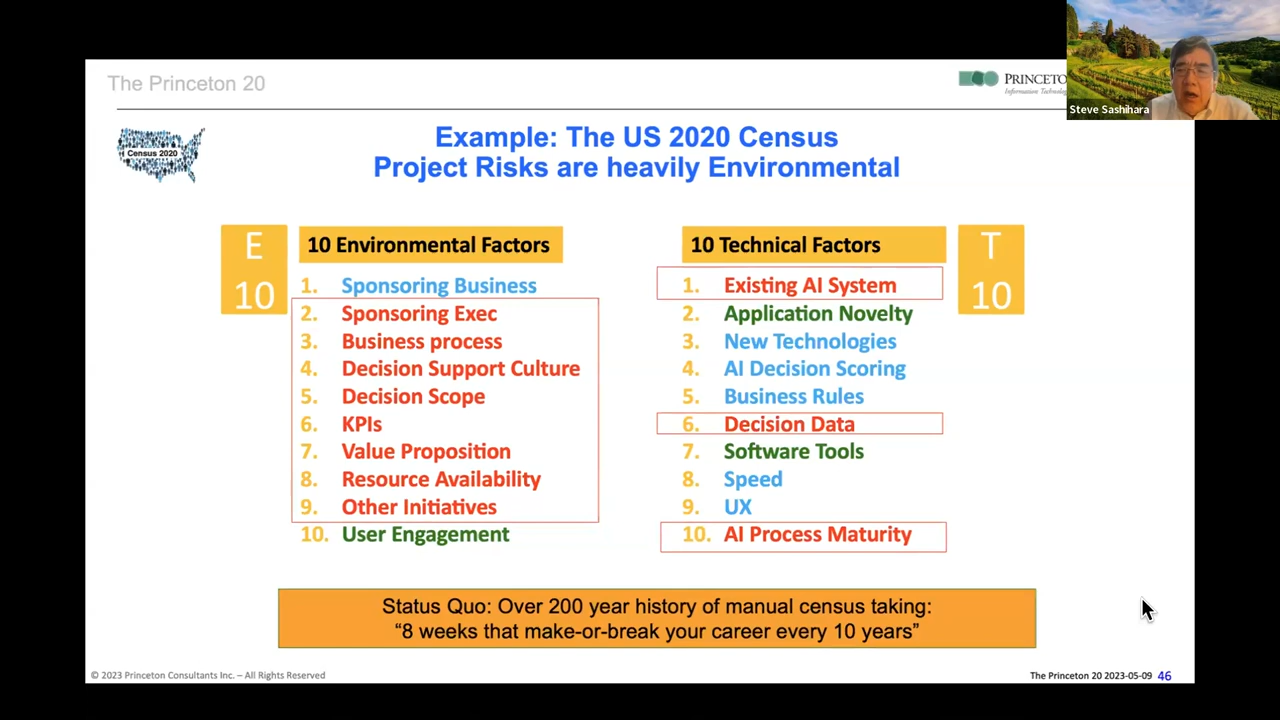 Steve Sashihara
The Princeton 20
PRINCETO
Census 2020
Example: The US 2020 Census
Project Risks are heavily Environmental
E
10
10 Environmental Factors
1. Sponsoring Business
2. Sponsoring Exec
3. Business process
4. Decision Support Culture
5. Decision Scope
6. KPIs
7. Value Proposition
8. Resource Availability
9. Other Initiatives
10. User Engagement
10 Technical Factors
T
10
1. Existing AI System
2. Application Novelty
3. New Technologies
4. AI Decision Scoring
5. Business Rules
6. Decision Data
7. Software Tools
8. Speed
9. UX
10. AI Process Maturity
Status Quo: Over 200 year history of manual census taking:
“8 weeks that make-or-break your career every 10 years”
© 2023 Princeton Consultants Inc. – All Rights Reserved
The Princeton 20 2023-05-09 46